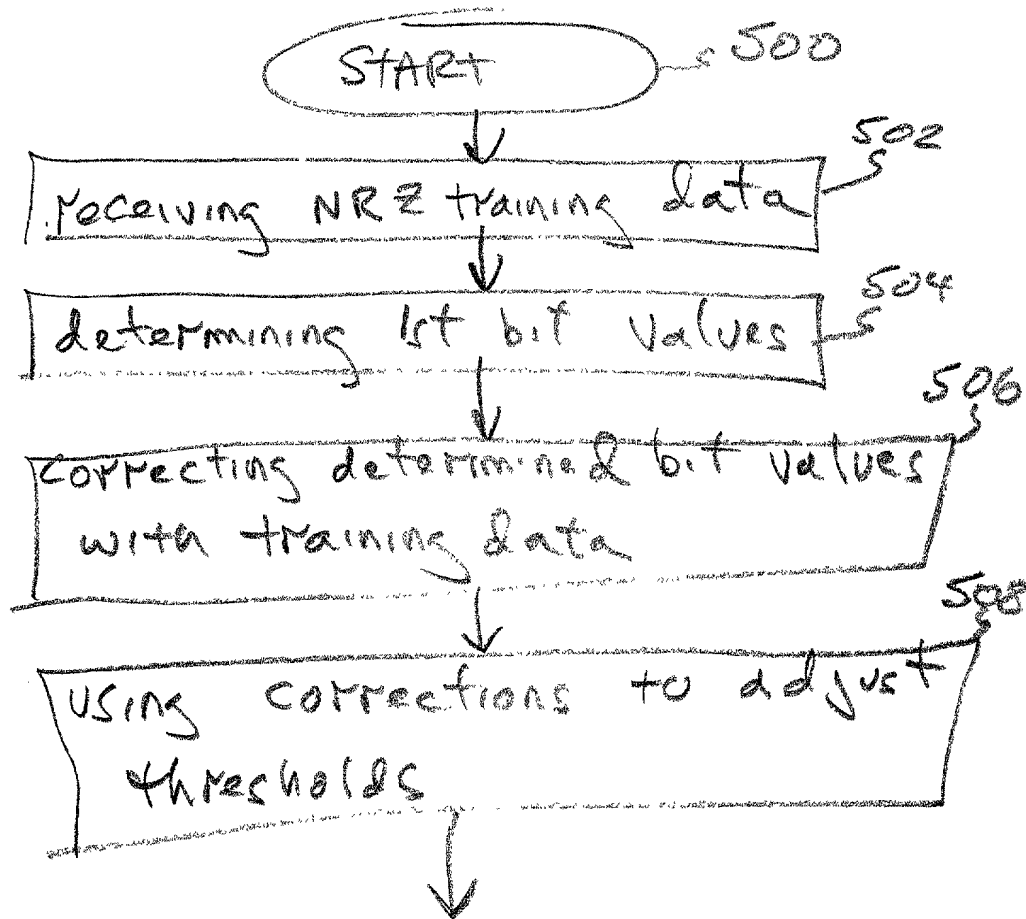 START
500
502
receiving NRZ training data
504
determining 1st bit values
506
correcting determined bit values
with training data
508
using corrections to adjust
thresholds